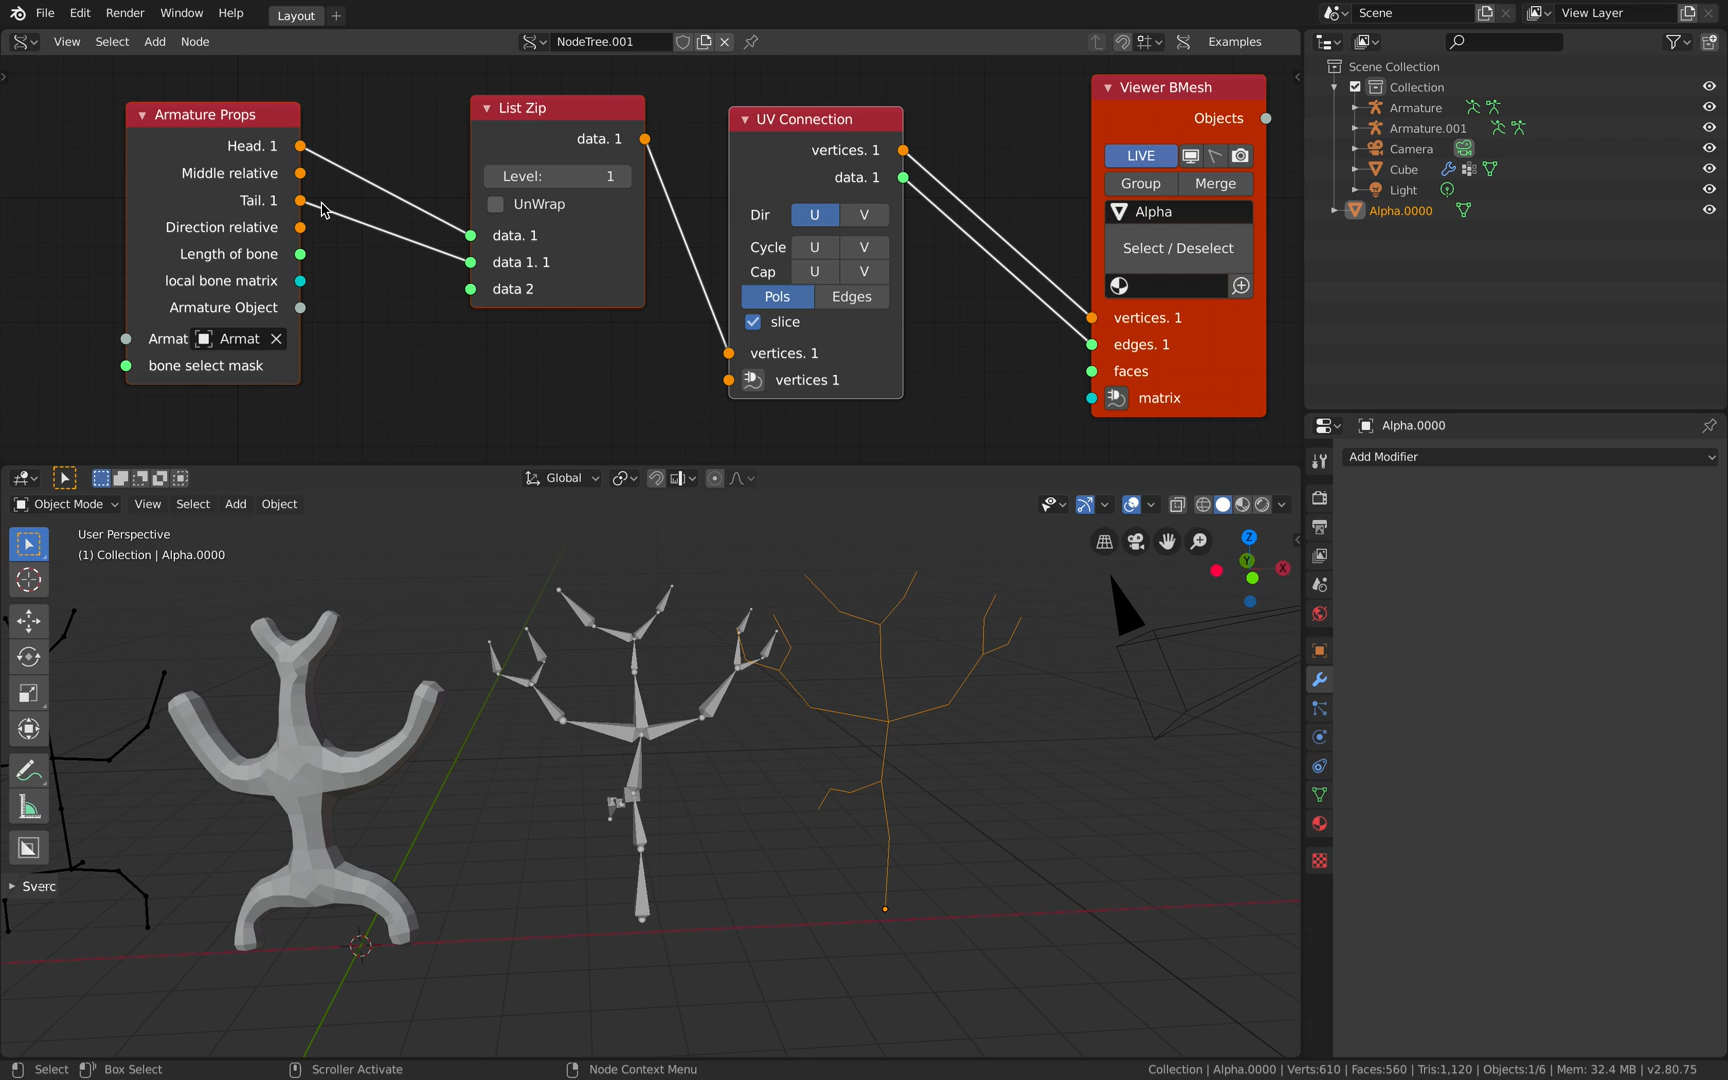 File Edit Render Window Help Layout
Scene View Layer
View Select Add Node NodeTree.001 Examples
Armature Props
Head. 1
Middle relative
Tail. 1
Direction relative
Length of bone
local bone matrix
Armature Object
Armat Armat
bone select mask
List Zip
data. 1
Level: 1
UnWrap
data. 1
data 1. 1
data 2
UV Connection
vertices. 1
data. 1
Dir U V
Cycle U V
Cap U V
Pols Edges
slice
vertices. 1
vertices 1
Viewer BMesh
Objects
LIVE
Group Merge
Alpha
Select / Deselect
vertices. 1
edges. 1
faces
matrix
Scene Collection
Collection
Armature
Armature.001
Camera
Cube
Light
Alpha.0000
Alpha.0000
Add Modifier
Global
Object Mode View Select Add Object
User Perspective
(1) Collection | Alpha.0000
Z
Y
X
Select Box Select Scroller Activate Node Context Menu
Collection | Alpha.0000 | Verts:610 | Faces:560 | Tris:1,120 | Objects:1/6 | Mem: 32.4 MB | v2.80.75